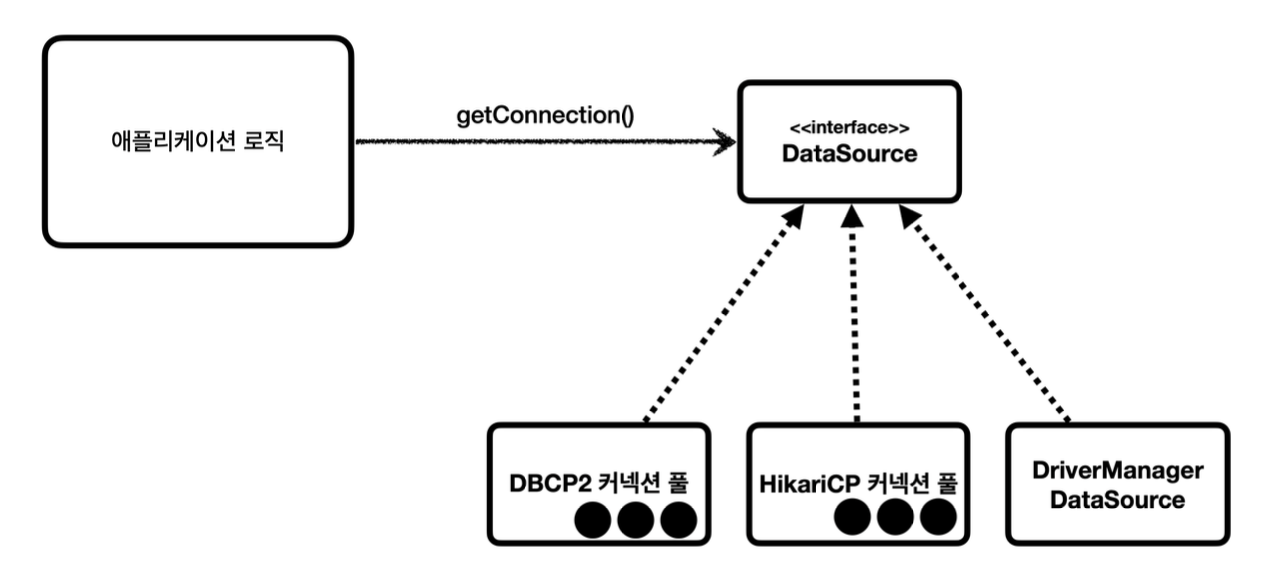 애플리케이션 로직
getConnection()
<<interface>>
DataSource
DBCP2 커넥션 풀
HikariCP 커넥션 풀
DriverManager
DataSource